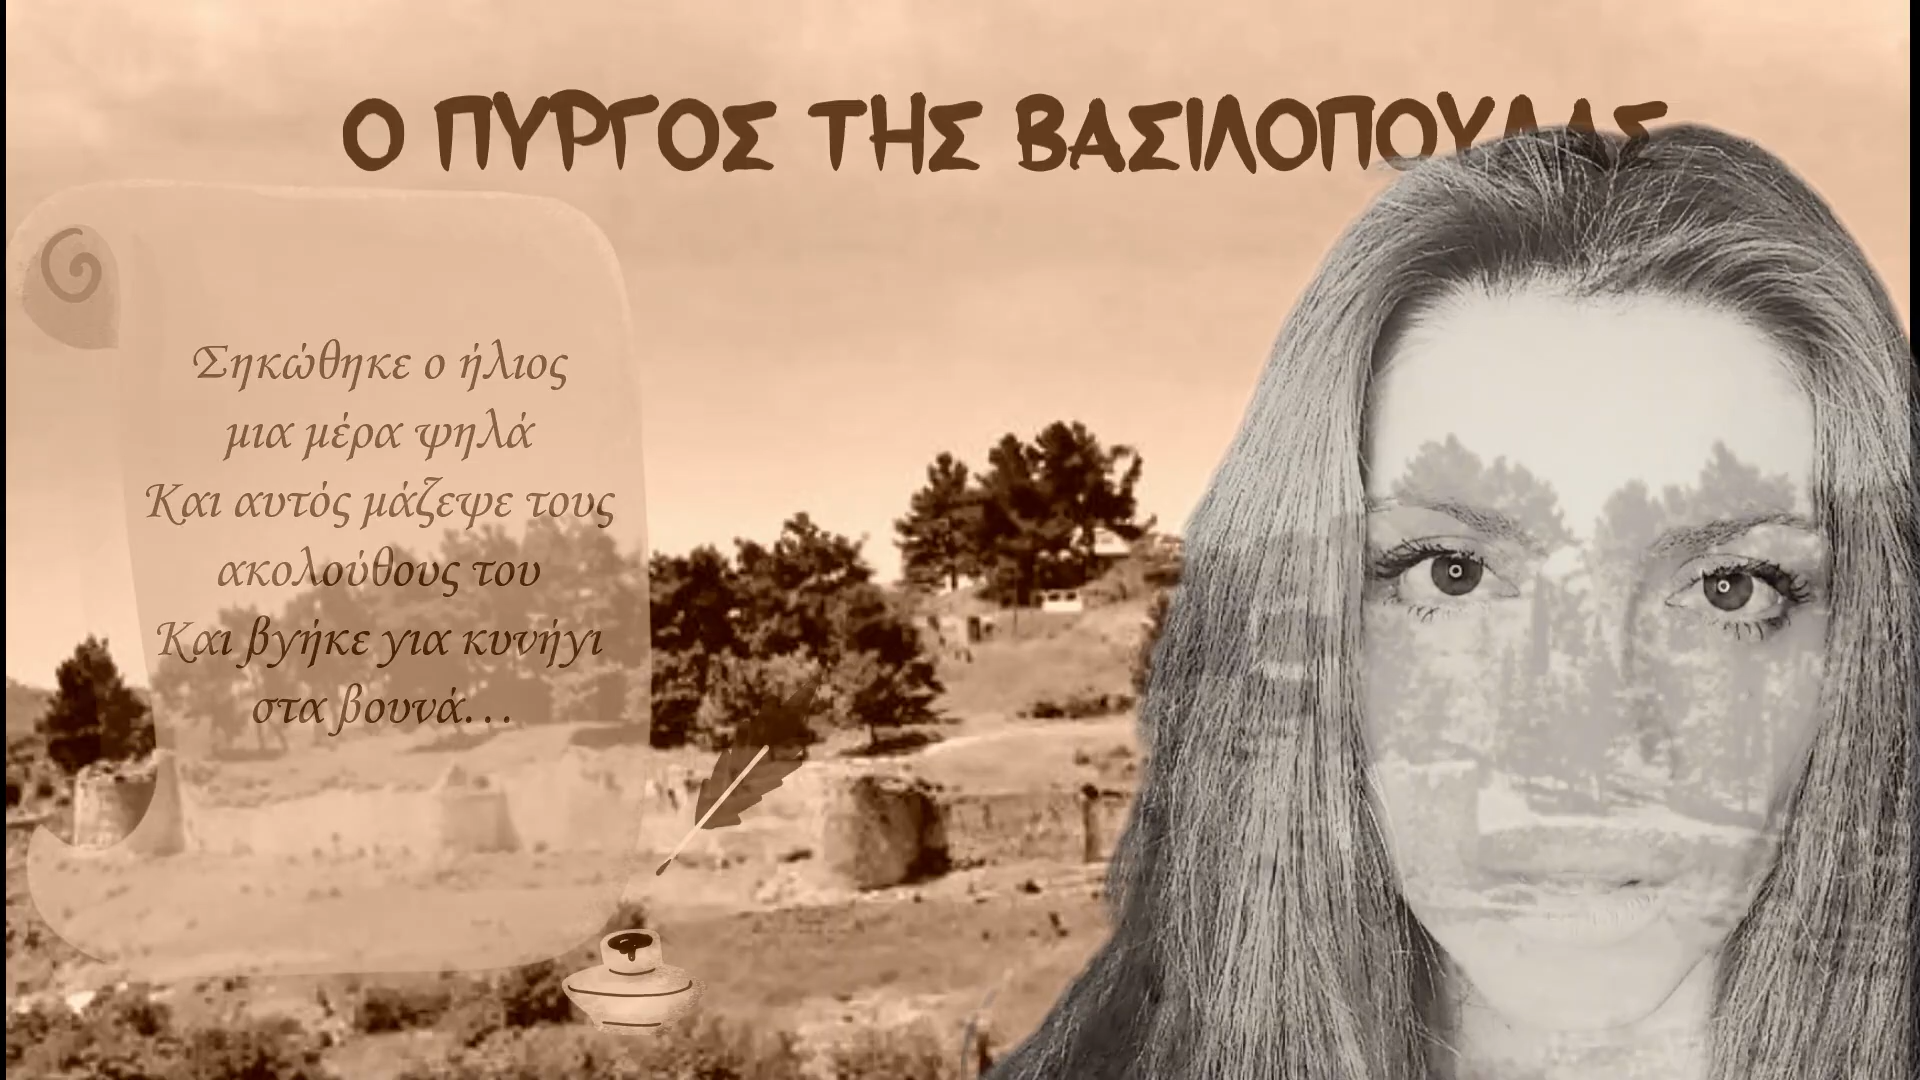 Ο ΠΥΡΓΟΣ ΤΗΣ ΒΑΣΙΛΟΠΟΥΛΑΣ
Σηκώθηκε ο ήλιος
μια μέρα ψηλά
Και αυτός μάζεψε τους
ακολούθους του
Και βγήκε για κυνήγι
στα βουνά…